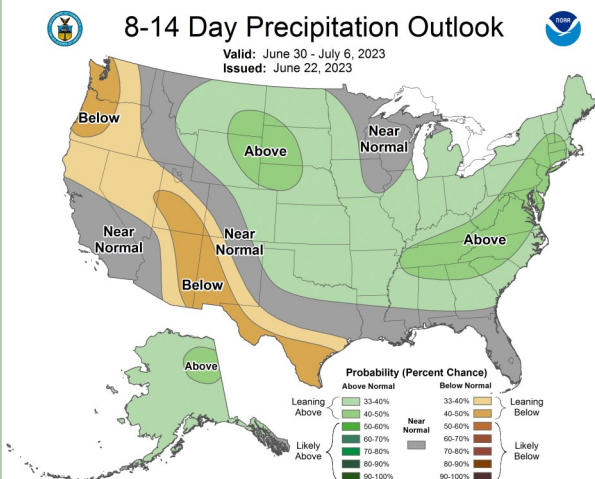 8-14 Day Precipitation Outlook
Valid: June 30 - July 6, 2023
Issued: June 22, 2023
NOAA
Below
Above
Near
Normal
Near
Normal
Near
Normal
Above
Below
Above
Probability (Percent Chance)
Above Normal
Below Normal
Leaning
Above
33-40%
40-50%
50-60%
60-70%
70-80%
80-90%
90-100%
Likely
Above
Near
Normal
33-40%
40-50%
50-60%
60-70%
70-80%
80-90%
90-100%
Leaning
Below
Likely
Below